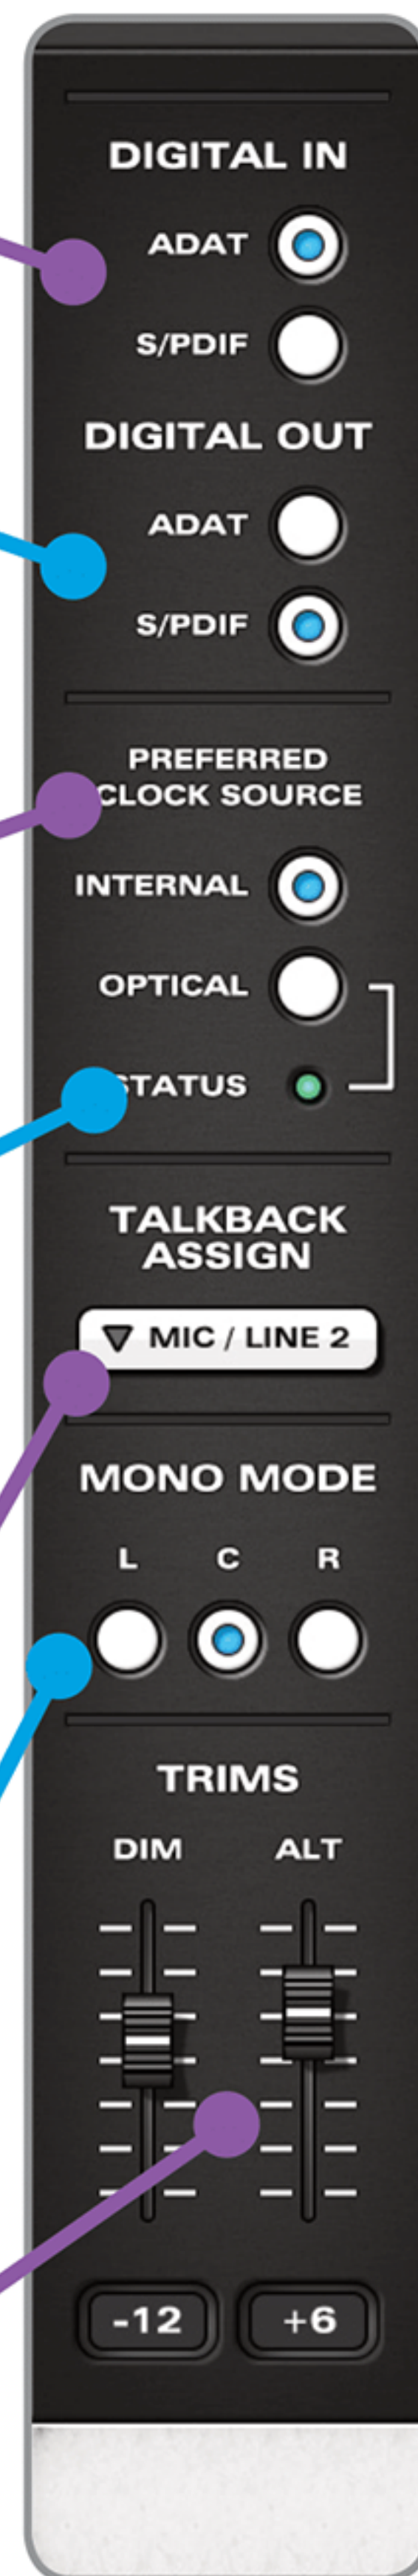 DIGITAL IN
ADAT
S/PDIF
DIGITAL OUT
ADAT
S/PDIF
PREFERRED
CLOCK SOURCE
INTERNAL
OPTICAL
STATUS
TALKBACK
ASSIGN
MIC / LINE 2
MONO MODE
L C R
TRIMS
DIM ALT
-12 +6